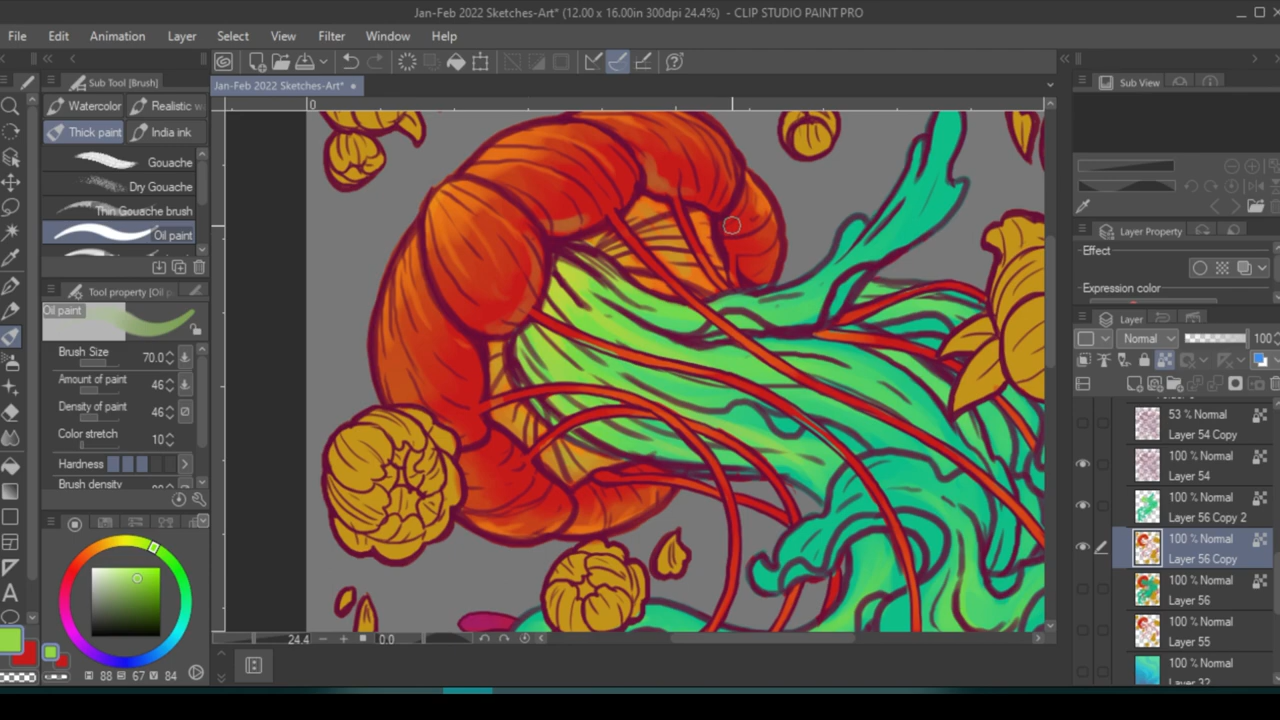 Jan-Feb 2022 Sketches-Art* (12.00 x 16.00in 300dpi 24.4%) - CLIP STUDIO PAINT PRO
File Edit Animation Layer Select View Filter Window Help
Sub Tool [Brush]
Jan-Feb 2022 Sketches-Art*
Sub View
Watercolor Realistic w
Thick paint India ink
0
Gouache
Dry Gouache
Thin Gouache brush
Oil paint
Layer Property
Effect
Expression color
Tool property [Oil p
Oil paint
Layer
Normal 100
Brush Size 70.0
Amount of paint 46
Density of paint 46
Color stretch 10
Hardness
Brush density
53 % Normal
Layer 54 Copy
100 % Normal
Layer 54
100 % Normal
Layer 56 Copy 2
100 % Normal
Layer 56 Copy
100 % Normal
Layer 56
100 % Normal
Layer 55
100 % Normal
Layer 32
A
24.4 0.0
H 88 S 67 V 84